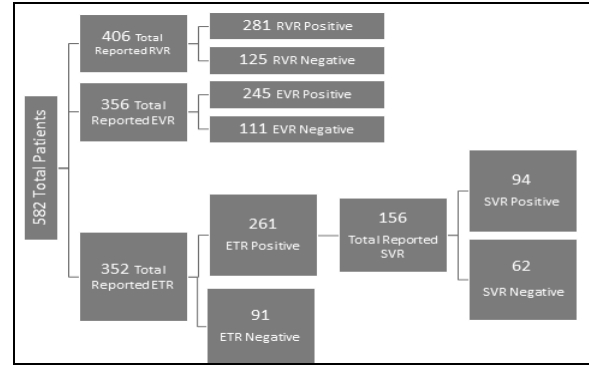 582 Total Patients
406 Total
Reported RVR
281 RVR Positive
125 RVR Negative
356 Total
Reported EVR
245 EVR Positive
111 EVR Negative
352 Total
Reported ETR
261
ETR Positive
91
ETR Negative
156
Total Reported
SVR
94
SVR Positive
62
SVR Negative